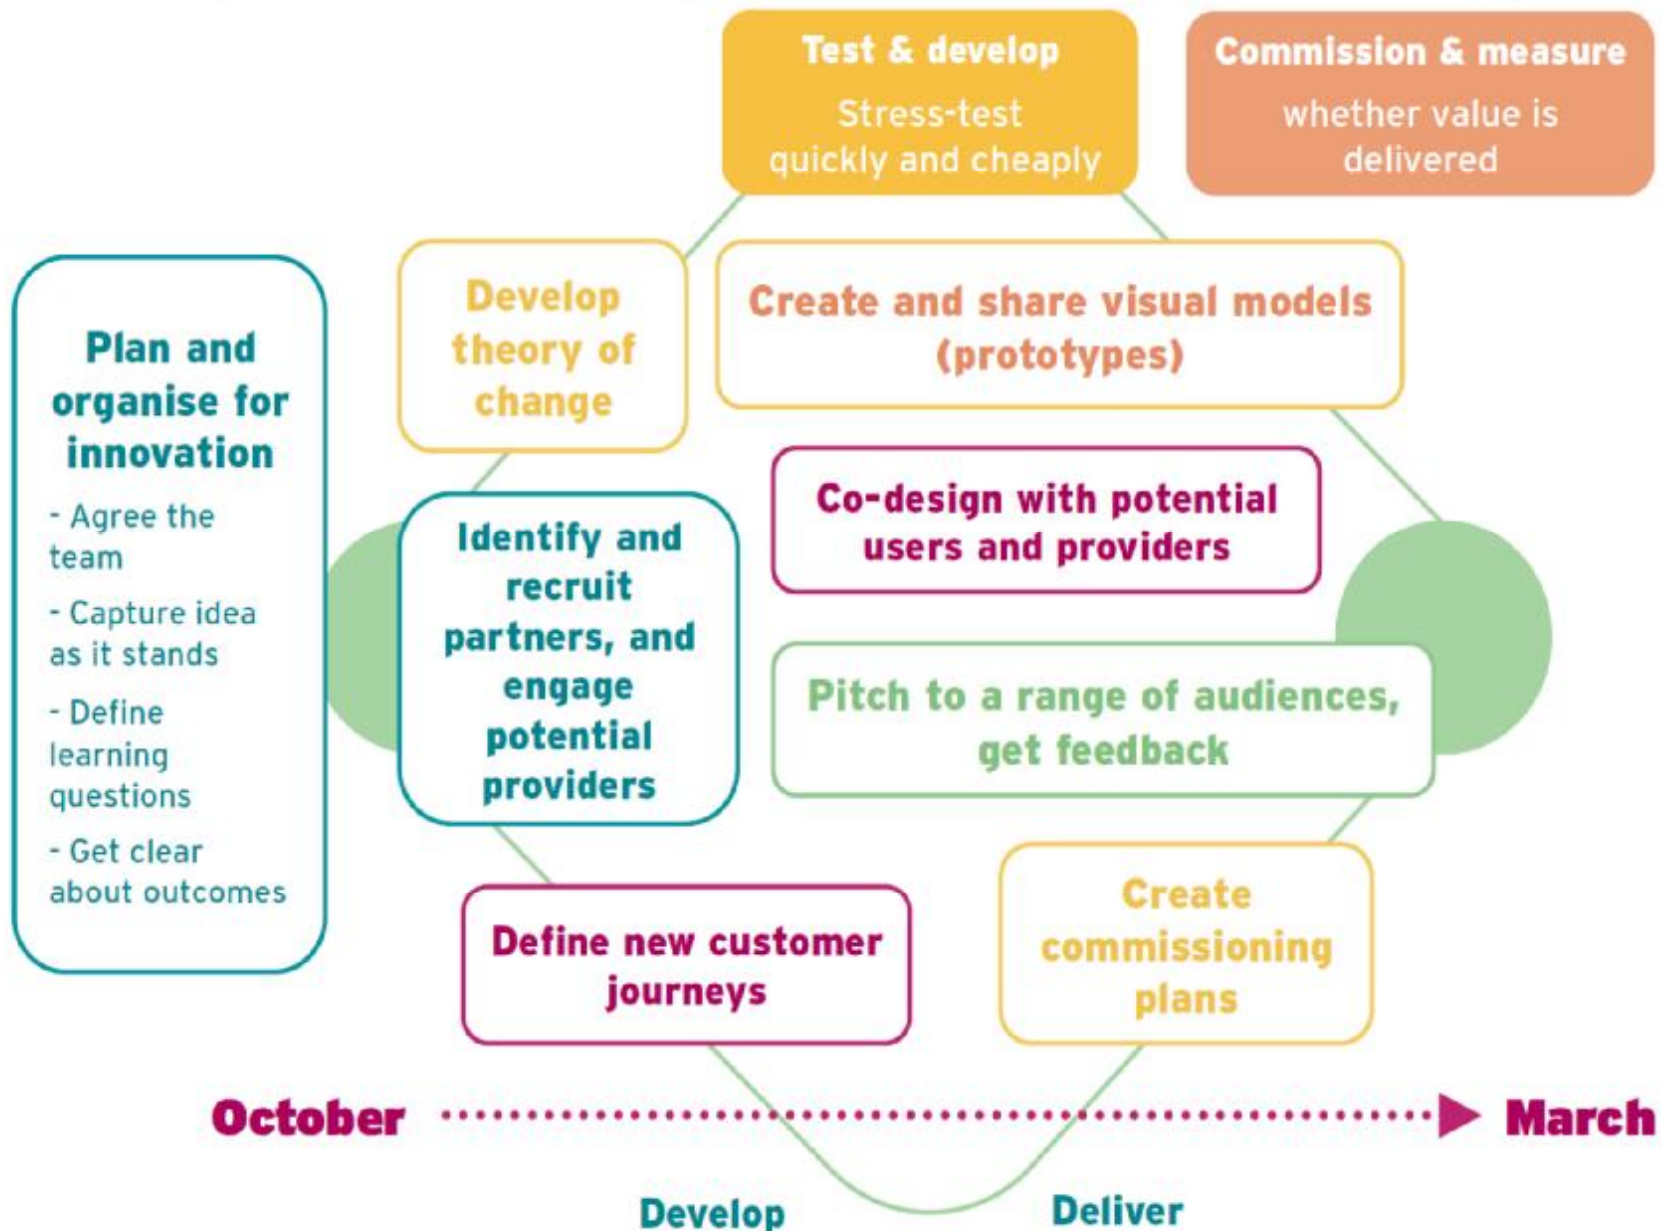 Test & develop
Stress-test
quickly and cheaply
Commission & measure
whether value is
delivered
Plan and
organise for
innovation
- Agree the
team
- Capture idea
as it stands
- Define
learning
questions
- Get clear
about outcomes
Develop
theory of
change
Create and share visual models
(prototypes)
Identify and
recruit
partners, and
engage
potential
providers
Co-design with potential
users and providers
Pitch to a range of audiences,
get feedback
Define new customer
journeys
Create
commissioning
plans
October
March
Develop
Deliver